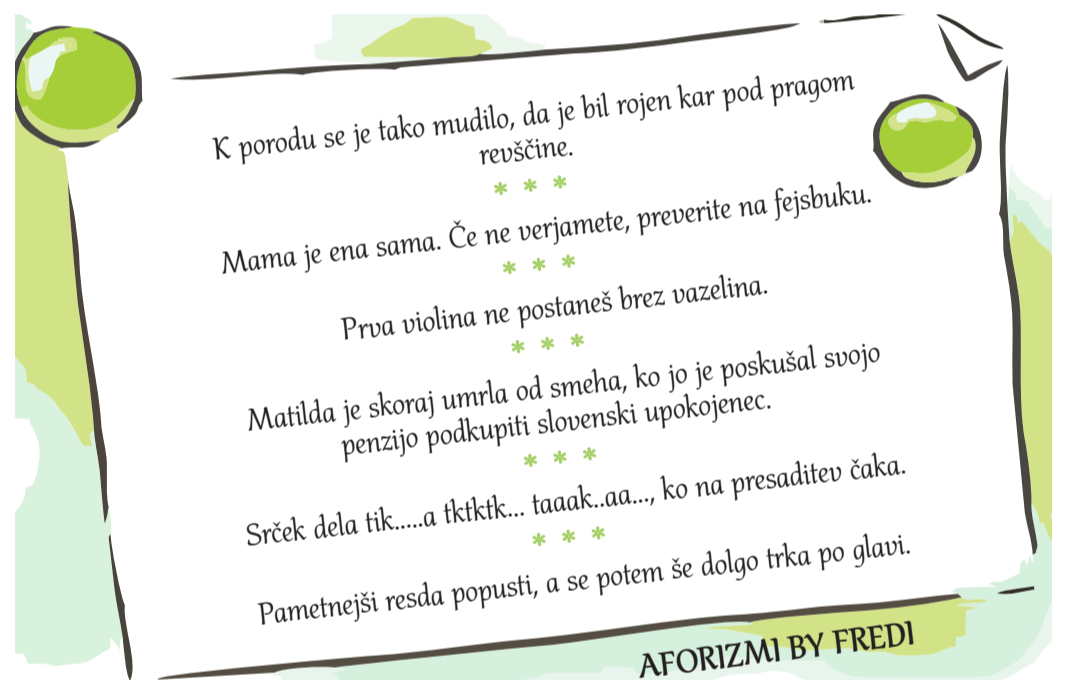 K porodu se je tako mudilo, da je bil rojen kar pod pragom
revščine.
* * *
Mama je ena sama. Če ne verjamete, preverite na fejsbuku.
* * *
Prva violina ne postaneš brez vazelina.
* * *
Matilda je skoraj umrla od smeha, ko jo je poskušal svojo
penzijo podkupiti slovenski upokojenec.
* * *
Srček dela tik.....a tktktk... taaak..aa..., ko na presaditev čaka.
* * *
Pametnejši resda popusti, a se potem še dolgo trka po glavi.
AFORIZMI BY FREDI